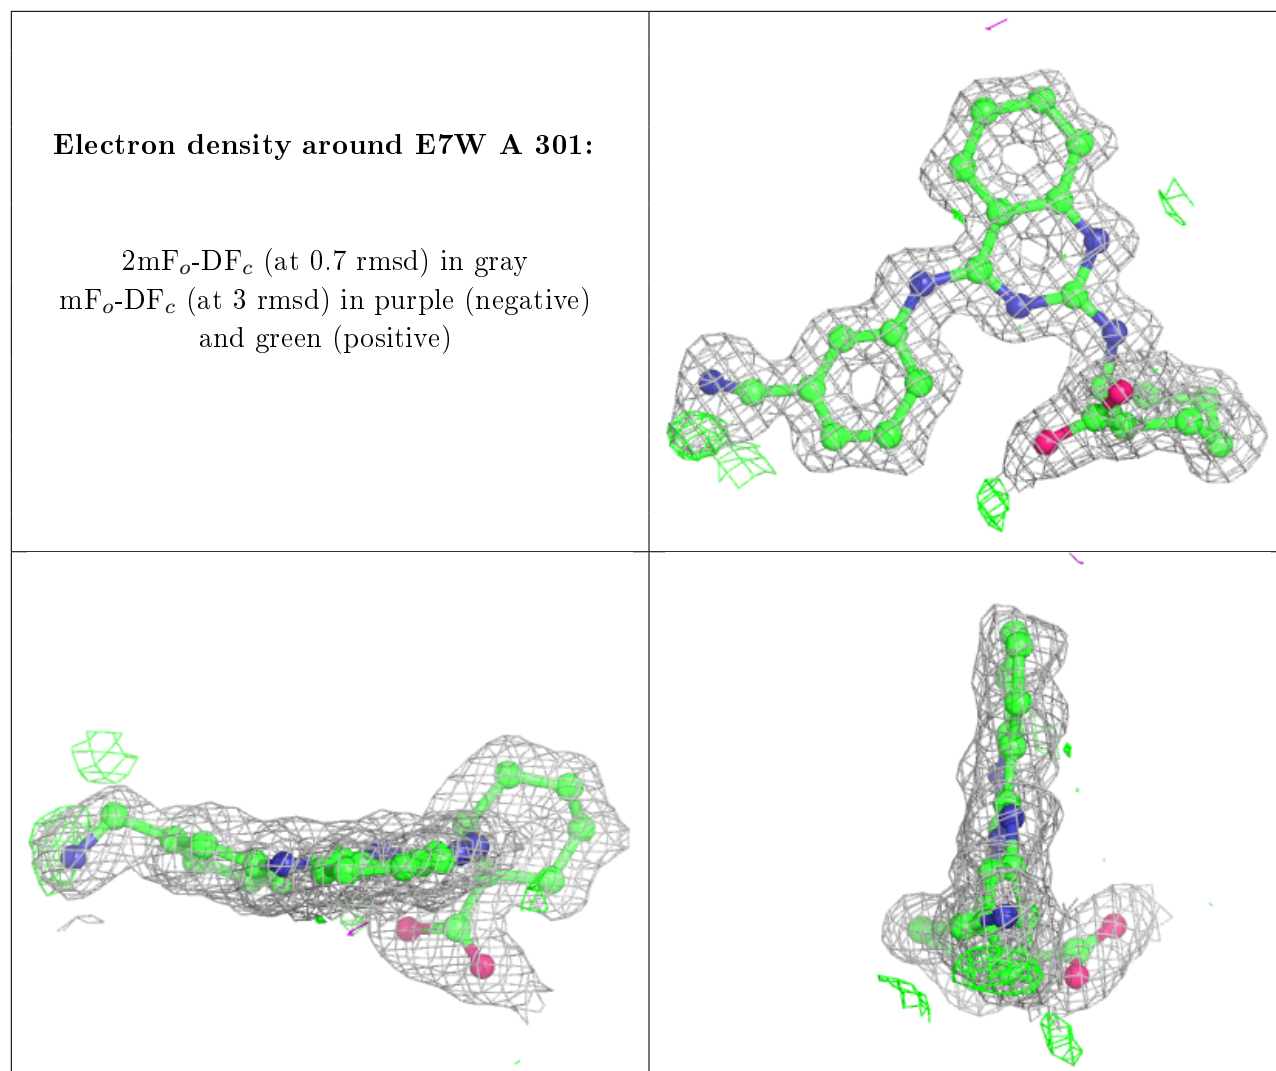 Electron density around E7W A 301:
2mFₒ-DF𝒸 (at 0.7 rmsd) in gray
mFₒ-DF𝒸 (at 3 rmsd) in purple (negative)
and green (positive)